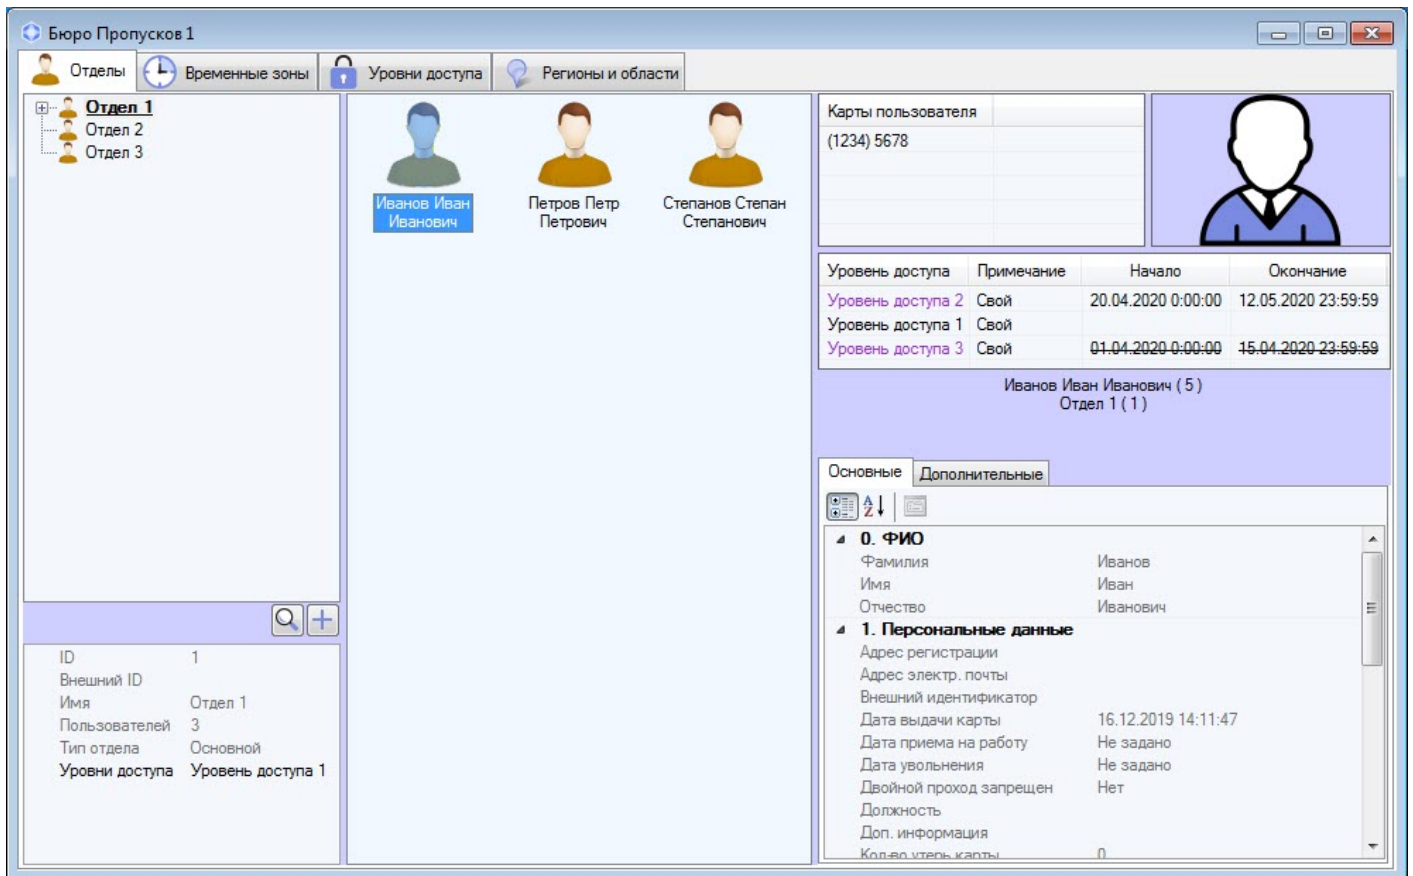 Бюро Пропусков 1
Отделы Временные зоны Уровни доступа Регионы и области
Отдел 1
Отдел 2
Отдел 3
ID 1
Внешний ID
Имя Отдел 1
Пользователей 3
Тип отдела Основной
Уровни доступа Уровень доступа 1
Иванов Иван
Иванович
Петров Петр
Петрович
Степанов Степан
Степанович
Карты пользователя
(1234) 5678
Уровень доступа Примечание Начало Окончание
Уровень доступа 2 Свой 20.04.2020 0:00:00 12.05.2020 23:59:59
Уровень доступа 1 Свой
Уровень доступа 3 Свой 01.04.2020 0:00:00 15.04.2020 23:59:59
Иванов Иван Иванович ( 5 )
Отдел 1 ( 1 )
Основные Дополнительные
0. ФИО
Фамилия Иванов
Имя Иван
Отчество Иванович
1. Персональные данные
Адрес регистрации
Адрес электр. почты
Внешний идентификатор
Дата выдачи карты 16.12.2019 14:11:47
Дата приема на работу Не задано
Дата увольнения Не задано
Двойной проход запрещен Нет
Должность
Доп. информация
Кол-во утерь карты 0